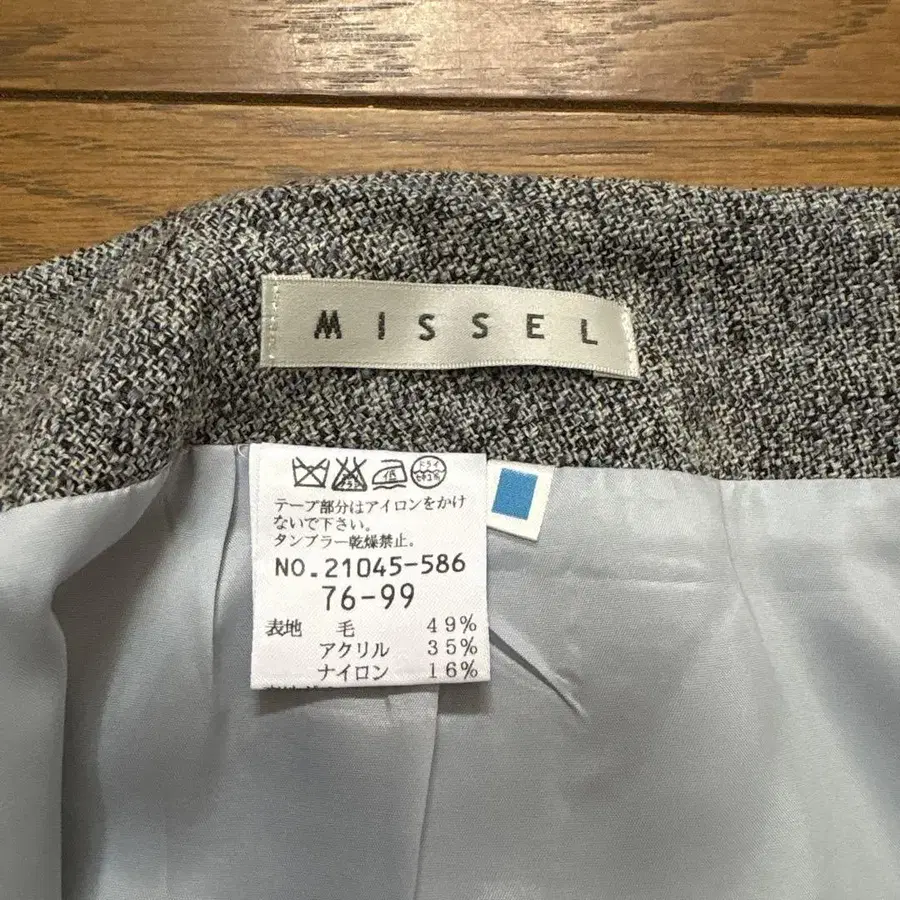 MISSEL
テープ部分はアイロンをかけ
ないで下さい。
タンブラー乾燥禁止。
NO.21045-586
76-99
表地 毛 49%
アクリル 35%
ナイロン 16%